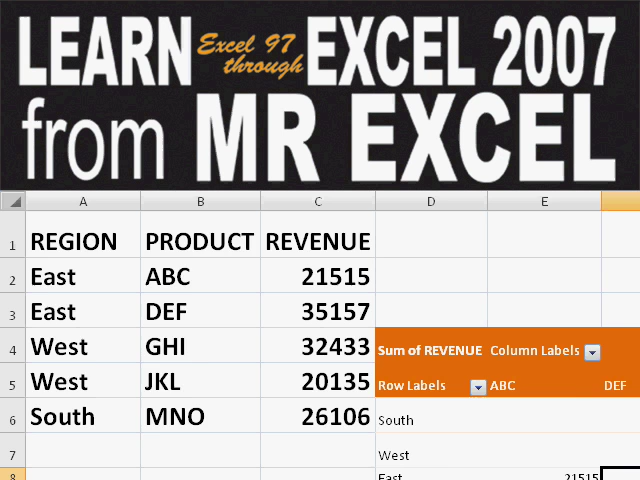 LEARN Excel 97 through EXCEL 2007
from MR EXCEL
A B C D E
1 REGION PRODUCT REVENUE
2 East ABC 21515
3 East DEF 35157
4 West GHI 32433 Sum of REVENUE Column Labels
5 West JKL 20135 Row Labels ABC DEF
6 South MNO 26106 South
7 West
8 East 21515